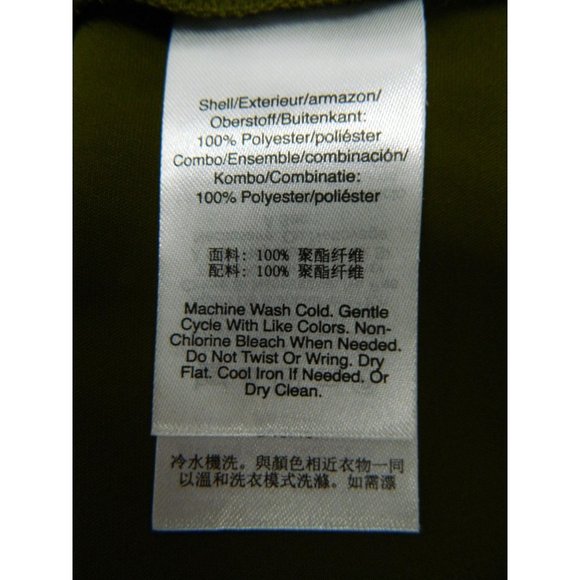 Shell/Exterieur/armazon/
Oberstoff/Buitenkant:
100% Polyester/poliéster
Combo/Ensemble/combinación/
Kombo/Combinatie:
100% Polyester/poliéster
面料: 100% 聚酯纤维
配料: 100% 聚酯纤维
Machine Wash Cold. Gentle
Cycle With Like Colors. Non-
Chlorine Bleach When Needed.
Do Not Twist Or Wring. Dry
Flat. Cool Iron If Needed. Or
Dry Clean.
冷水機洗。與顏色相近衣物一同
以溫和洗衣模式洗滌。如需漂